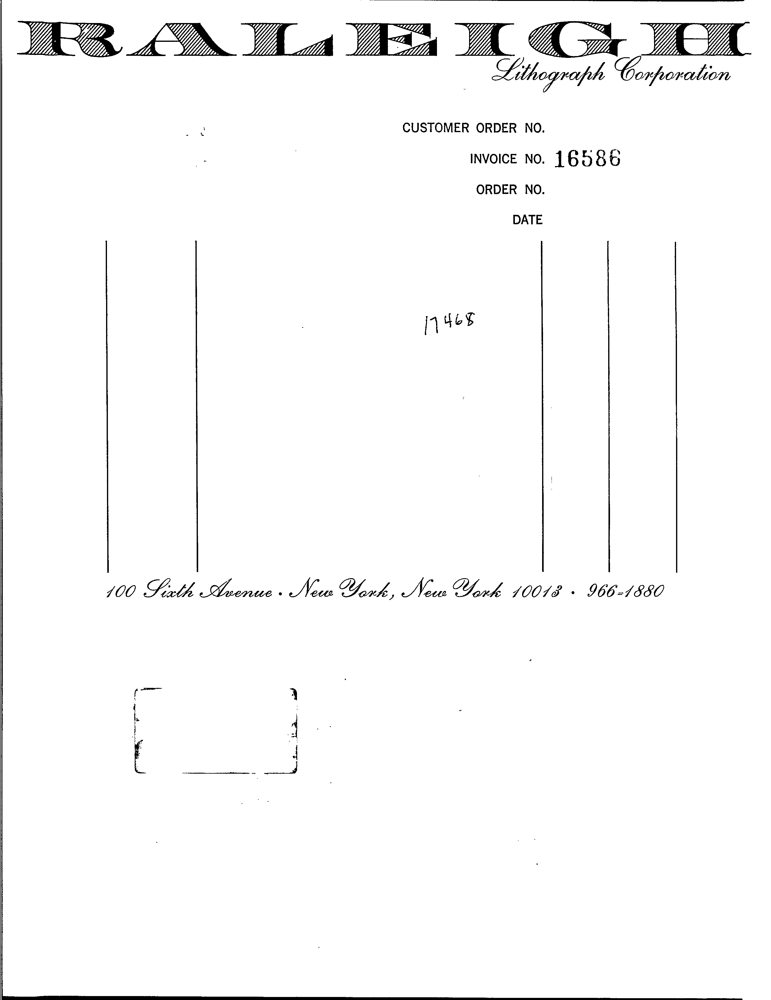 RALEIGH
Lithograph Corporation
CUSTOMER ORDER NO.
INVOICE NO. 16586
ORDER NO.
DATE
17468
100 Sixth Avenue · New York, New York 10013 · 966-1880